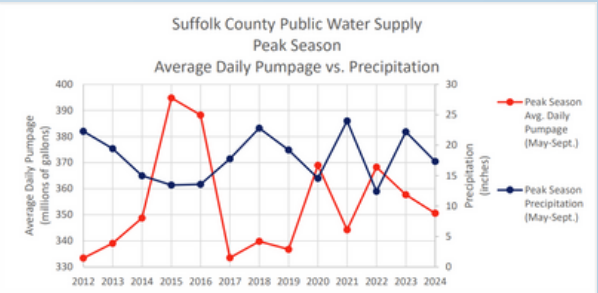 Suffolk County Public Water Supply
Peak Season
Average Daily Pumpage vs. Precipitation
Average Daily Pumpage
(millions of gallons)
400
390
380
370
360
350
340
330
30
25
20
15
10
5
0
Precipitation
(inches)
2012 2013 2014 2015 2016 2017 2018 2019 2020 2021 2022 2023 2024
Peak Season
Avg. Daily
Pumpage
(May-Sept.)
Peak Season
Precipitation
(May-Sept.)